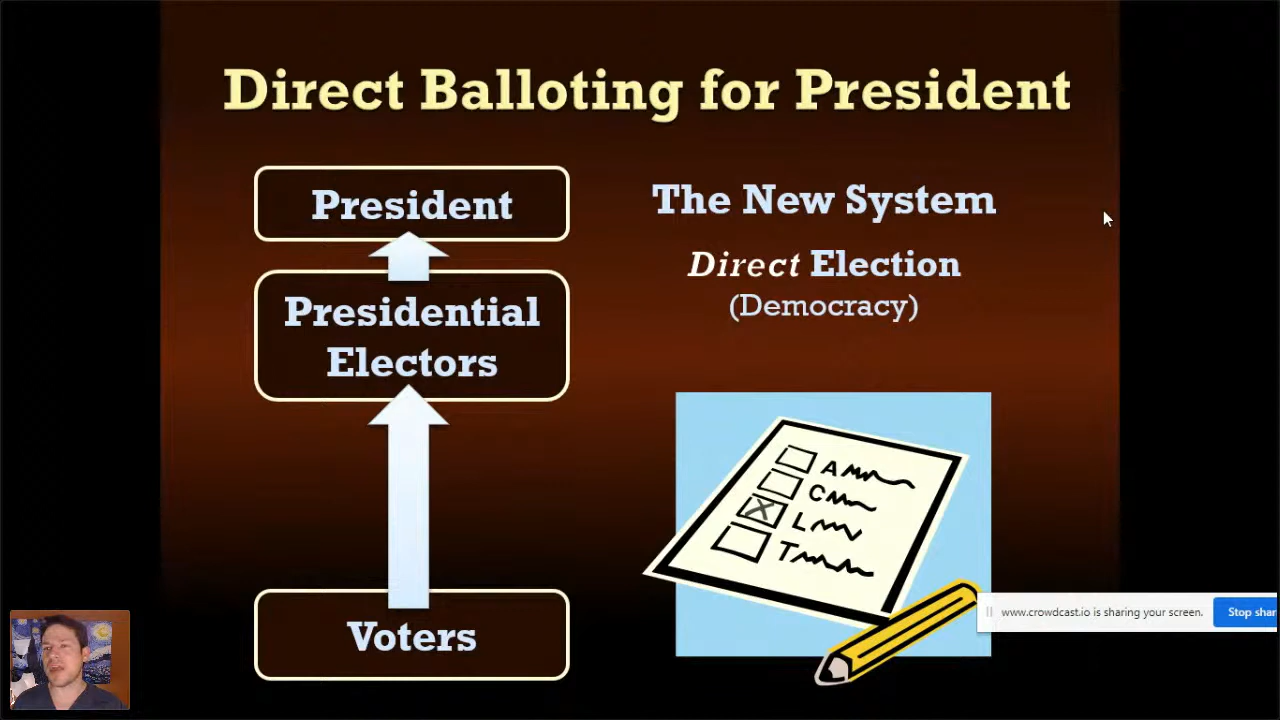 Direct Balloting for President
President
Presidential
Electors
Voters
The New System
Direct Election
(Democracy)
A
C
L
T
www.crowdcast.io is sharing your screen.
Stop shar